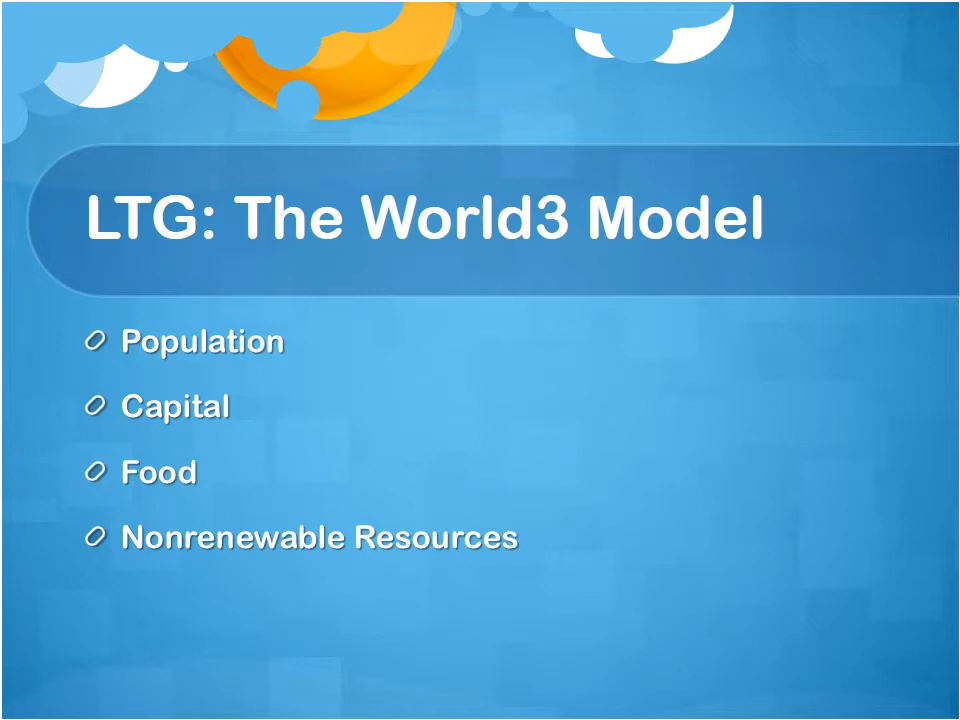 LTG: The World3 Model
Population
Capital
Food
Nonrenewable Resources